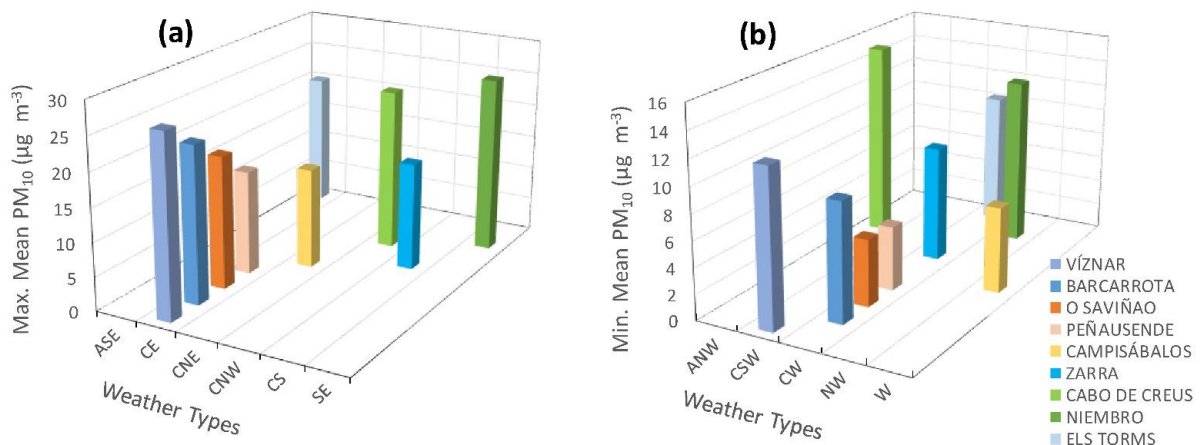 (a)
Max. Mean PM₁₀ (µg m⁻³)
30
25
20
15
10
5
0
ASE
CE
CNE
CNW
CS
SE
Weather Types
(b)
Min. Mean PM₁₀ (µg m⁻³)
16
14
12
10
8
6
4
2
0
ANW
CSW
CW
NW
W
Weather Types
VÍZNAR
BARCARROTA
O SAVIÑAO
PEÑAUSENDE
CAMPISÁBALOS
ZARRA
CABO DE CREUS
NIEMBRO
ELS TORMS